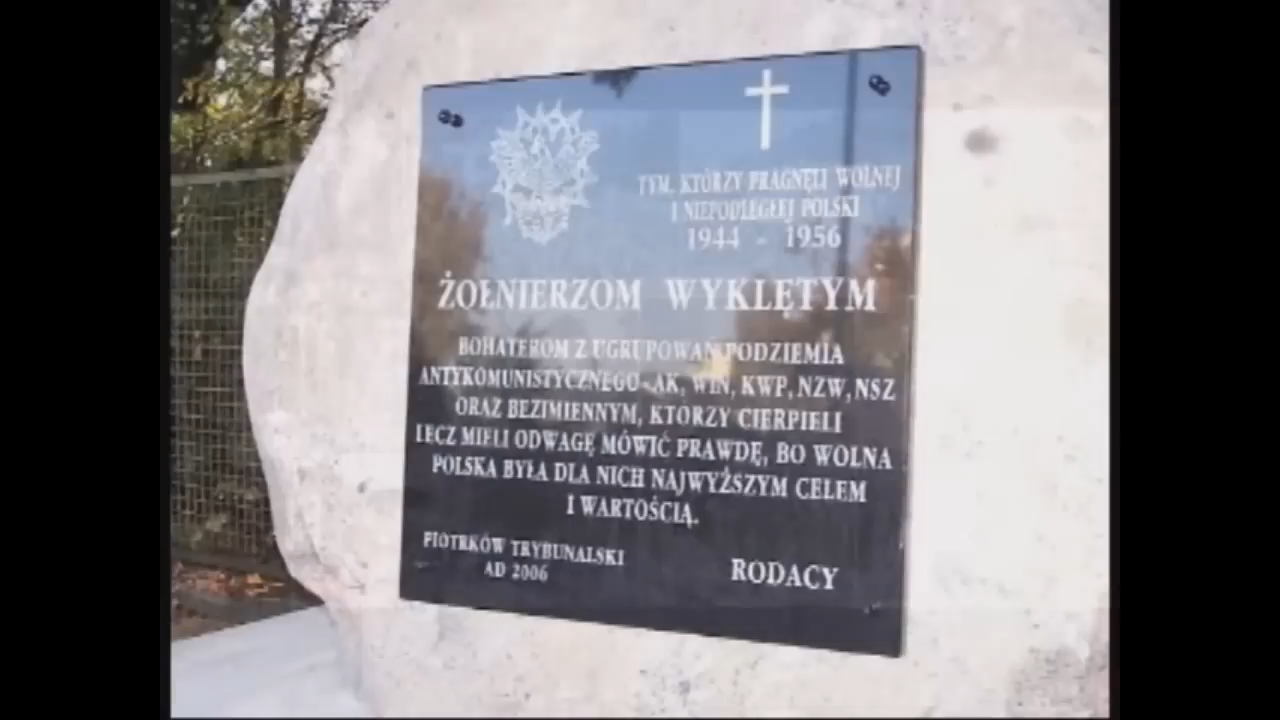 TYM, KTÓRZY PRAGNĘLI WOLNEJ
I NIEPODLEGŁEJ POLSKI
1944 - 1956
ŻOŁNIERZOM WYKLĘTYM
BOHATEROM Z UGRUPOWAŃ PODZIEMIA
ANTYKOMUNISTYCZNEGO-AK, WIN, KWP, NZW, NSZ
ORAZ BEZIMIENNYM, KTÓRZY CIERPIELI
LECZ MIELI ODWAGĘ MÓWIĆ PRAWDĘ, BO WOLNA
POLSKA BYŁA DLA NICH NAJWYŻSZYM CELEM
I WARTOŚCIĄ.
PIOTRKÓW TRYBUNALSKI
AD 2006
RODACY